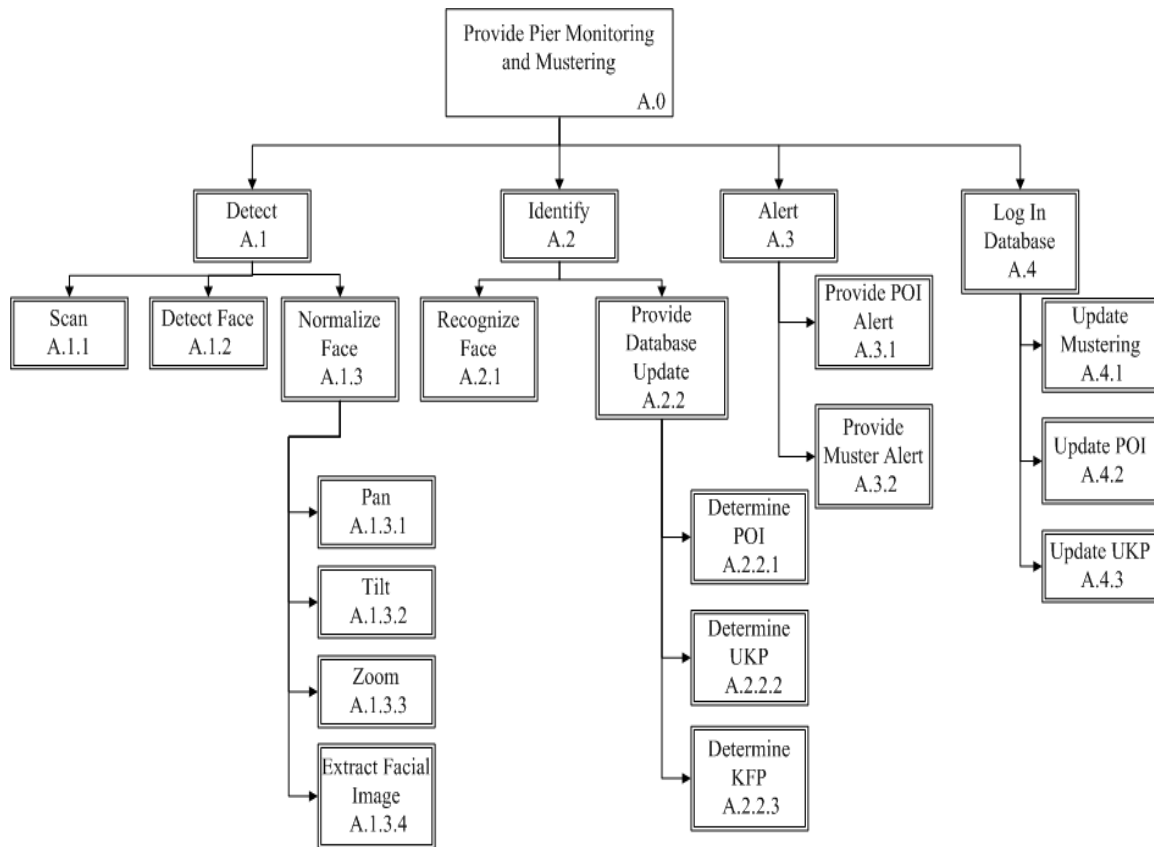 Provide Pier Monitoring
and Mustering
A.0
Detect
A.1
Identify
A.2
Alert
A.3
Log In
Database
A.4
Scan
A.1.1
Detect Face
A.1.2
Normalize
Face
A.1.3
Recognize
Face
A.2.1
Provide
Database
Update
A.2.2
Provide POI
Alert
A.3.1
Update
Mustering
A.4.1
Provide
Muster Alert
A.3.2
Update POI
A.4.2
Pan
A.1.3.1
Determine
POI
A.2.2.1
Update UKP
A.4.3
Tilt
A.1.3.2
Determine
UKP
A.2.2.2
Zoom
A.1.3.3
Extract Facial
Image
A.1.3.4
Determine
KFP
A.2.2.3